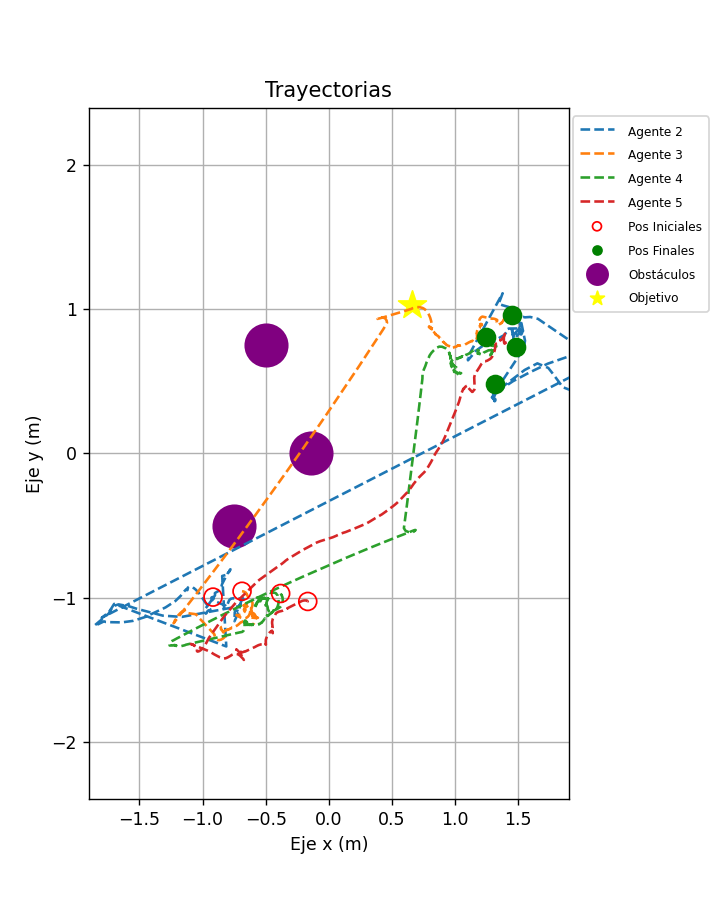 Trayectorias
Agente 2
Agente 3
Agente 4
Agente 5
Pos Iniciales
Pos Finales
Obstáculos
Objetivo
2
1
0
−1
−2
Eje y (m)
−1.5 −1.0 −0.5 0.0 0.5 1.0 1.5
Eje x (m)